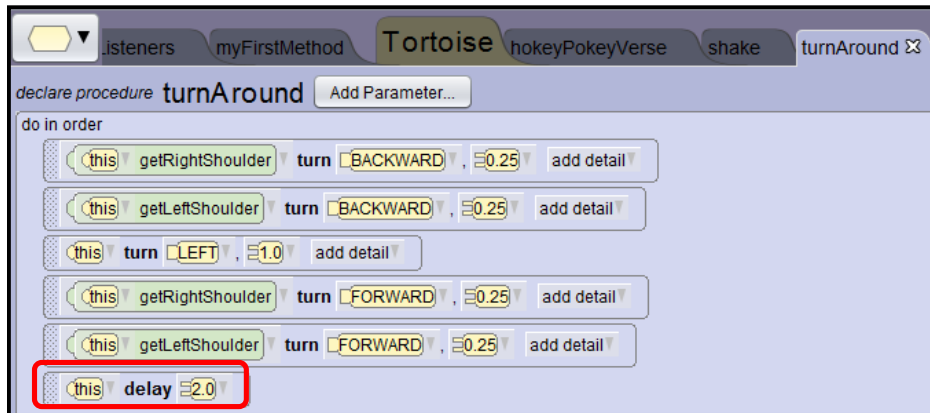 Listeners myFirstMethod Tortoise hokeyPokeyVerse shake turnAround
declare procedure turnAround Add Parameter...
do in order
this getRightShoulder turn BACKWARD , 0.25 add detail
this getLeftShoulder turn BACKWARD , 0.25 add detail
this turn LEFT , 1.0 add detail
this getRightShoulder turn FORWARD , 0.25 add detail
this getLeftShoulder turn FORWARD , 0.25 add detail
this delay 2.0